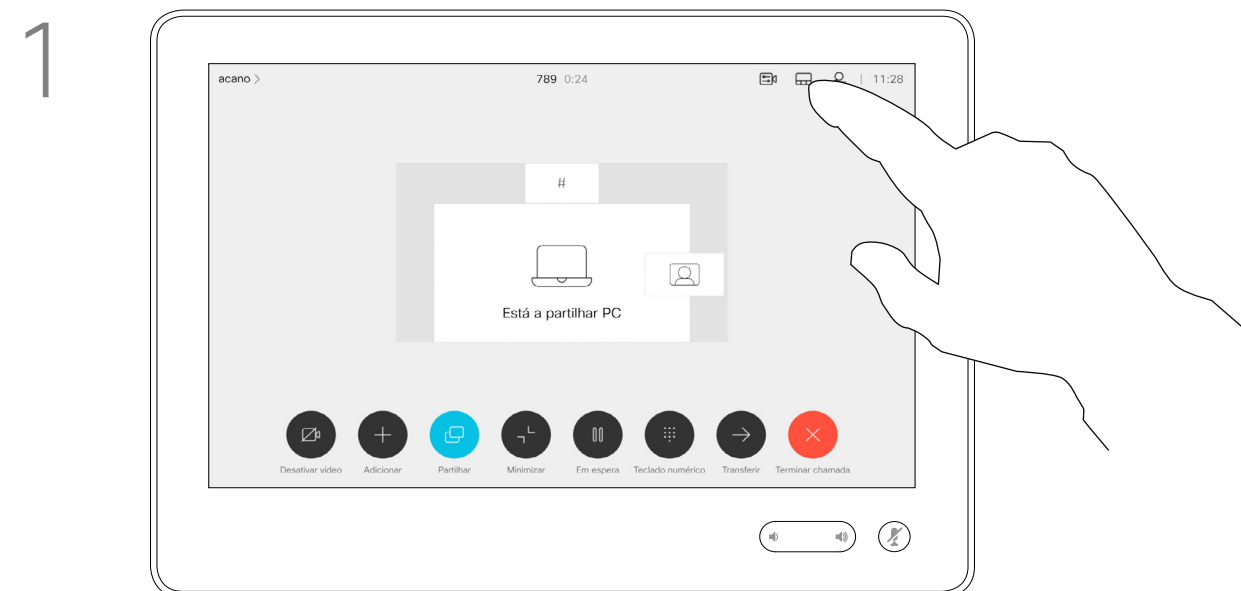 1
acano >
789 0:24
11:28
#
Está a partilhar PC
Desativar vídeo
Adicionar
Partilhar
Minimizar
Em espera
Teclado numérico
Transferir
Terminar chamada